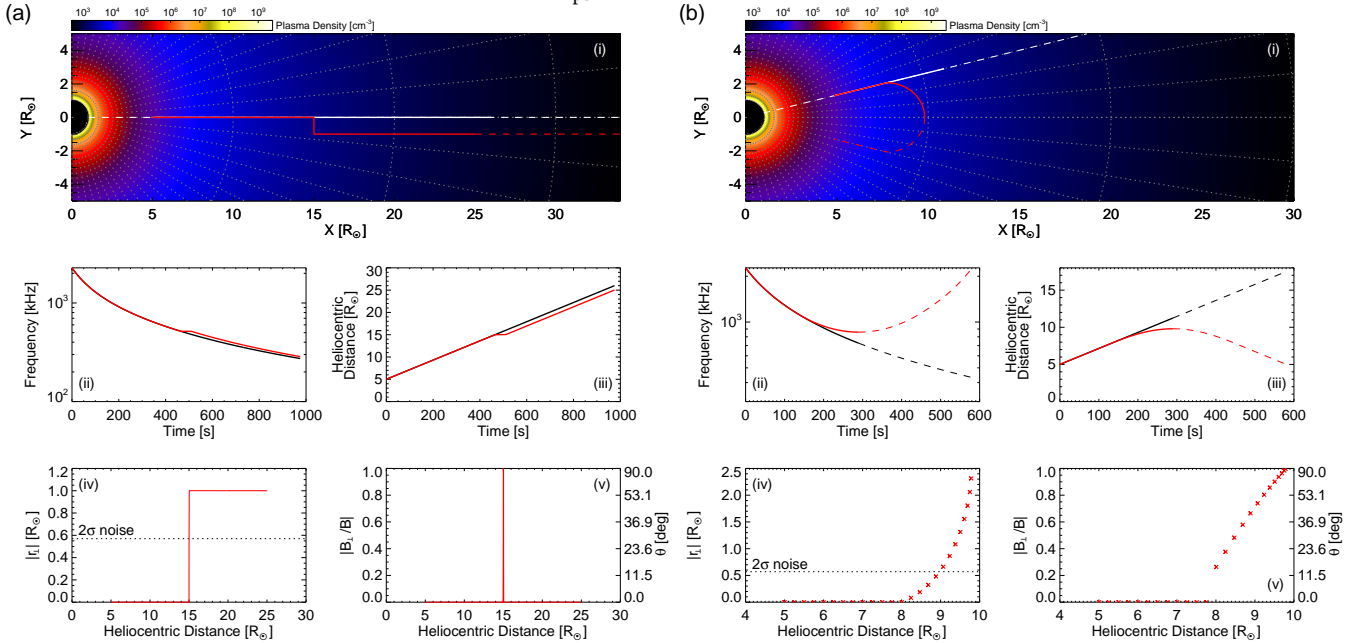 (a)
10³ 10⁴ 10⁵ 10⁶ 10⁷ 10⁸ 10⁹ Plasma Density [cm⁻³]
(i)
Y [R☉]
4
2
0
-2
-4
0 5 10 15 20 25 30
X [R☉]
Frequency [kHz]
10³
10²
(ii)
0 200 400 600 800 1000
Time [s]
Heliocentric
Distance [R☉]
30
25
20
15
10
5
0
(iii)
0 200 400 600 800 1000
Time [s]
|r⊥| [R☉]
1.2
1.0
0.8
0.6
0.4
0.2
0.0
(iv)
2σ noise
0 5 10 15 20 25 30
Heliocentric Distance [R☉]
|B⊥/B|
1.0
0.8
0.6
0.4
0.2
0.0
(v)
90.0
53.1
36.9
23.6
11.5
0.0
θ [deg]
0 5 10 15 20 25 30
Heliocentric Distance [R☉]
(b)
10³ 10⁴ 10⁵ 10⁶ 10⁷ 10⁸ 10⁹ Plasma Density [cm⁻³]
(i)
Y [R☉]
4
2
0
-2
-4
0 5 10 15 20 25 30
X [R☉]
Frequency [kHz]
10³
(ii)
0 100 200 300 400 500 600
Time [s]
Heliocentric
Distance [R☉]
15
10
5
0
(iii)
0 100 200 300 400 500 600
Time [s]
|r⊥| [R☉]
2.5
2.0
1.5
1.0
0.5
0.0
(iv)
2σ noise
4 5 6 7 8 9 10
Heliocentric Distance [R☉]
|B⊥/B|
1.0
0.8
0.6
0.4
0.2
0.0
(v)
90.0
53.1
36.9
23.6
11.5
0.0
θ [deg]
4 5 6 7 8 9 10
Heliocentric Distance [R☉]